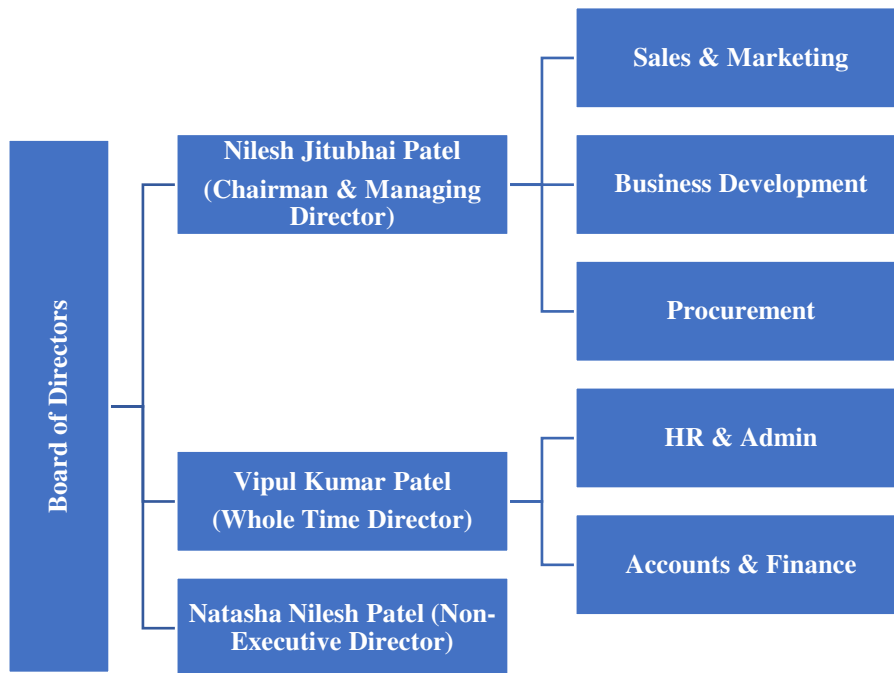 Board of Directors
Nilesh Jitubhai Patel
(Chairman & Managing
Director)
Sales & Marketing
Business Development
Procurement
Vipul Kumar Patel
(Whole Time Director)
HR & Admin
Accounts & Finance
Natasha Nilesh Patel (Non-
Executive Director)